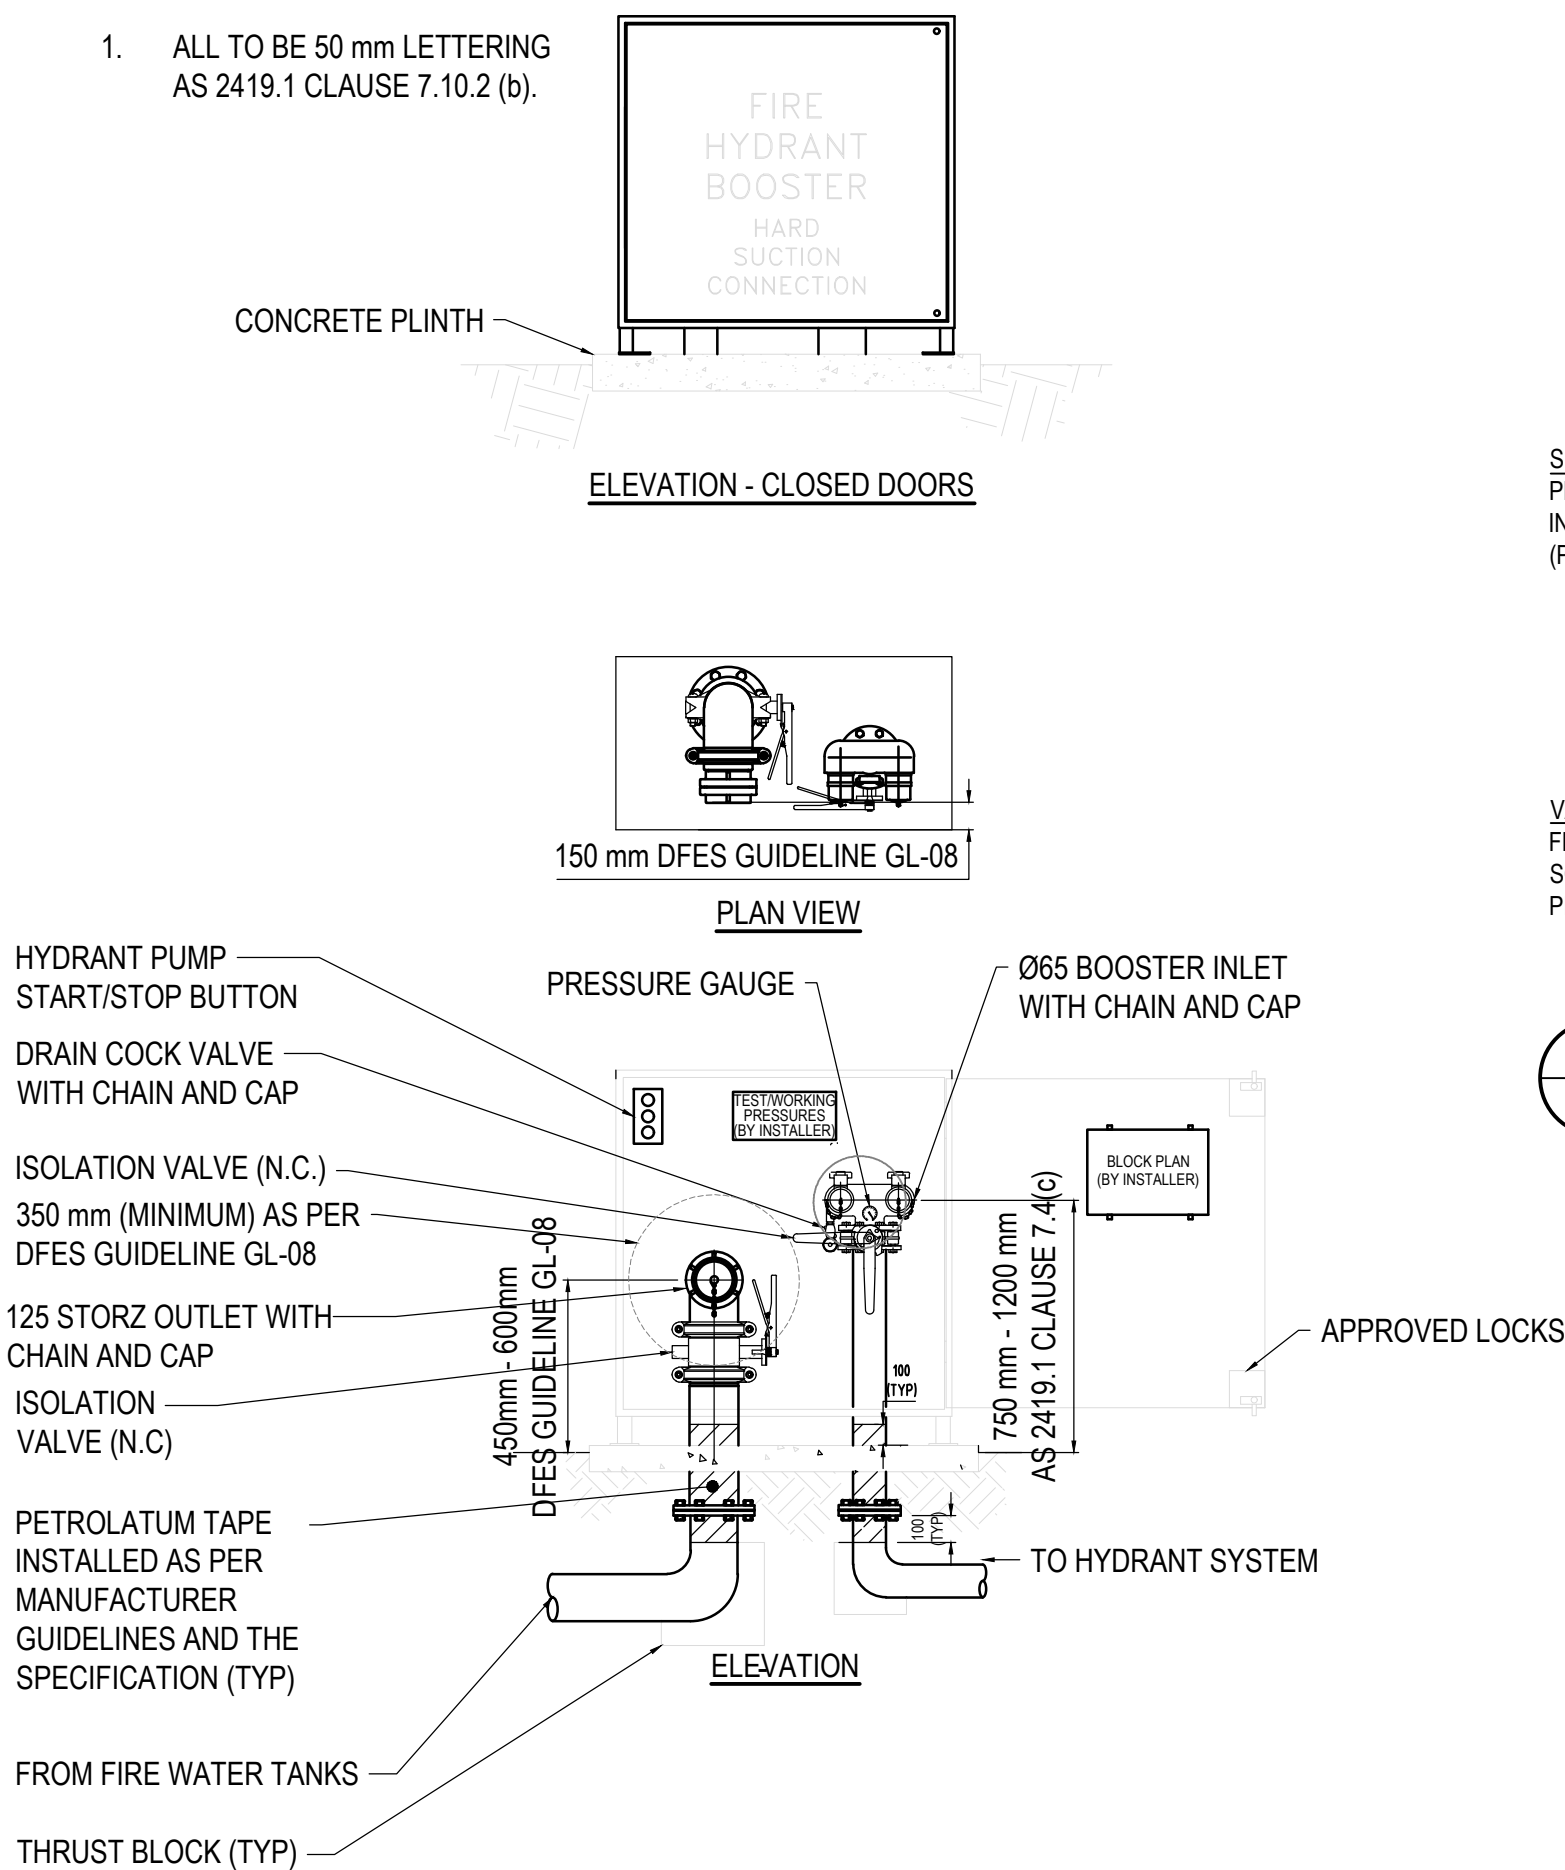 1. ALL TO BE 50 mm LETTERING
AS 2419.1 CLAUSE 7.10.2 (b).
FIRE
HYDRANT
BOOSTER
HARD
SUCTION
CONNECTION
CONCRETE PLINTH
ELEVATION - CLOSED DOORS
150 mm DFES GUIDELINE GL-08
PLAN VIEW
HYDRANT PUMP
START/STOP BUTTON
DRAIN COCK VALVE
WITH CHAIN AND CAP
ISOLATION VALVE (N.C.)
350 mm (MINIMUM) AS PER
DFES GUIDELINE GL-08
125 STORZ OUTLET WITH
CHAIN AND CAP
ISOLATION
VALVE (N.C)
PETROLATUM TAPE
INSTALLED AS PER
MANUFACTURER
GUIDELINES AND THE
SPECIFICATION (TYP)
FROM FIRE WATER TANKS
THRUST BLOCK (TYP)
PRESSURE GAUGE
Ø65 BOOSTER INLET
WITH CHAIN AND CAP
TEST/WORKING
PRESSURES
(BY INSTALLER)
BLOCK PLAN
(BY INSTALLER)
450mm - 600mm
DFES GUIDELINE GL-08
750 mm - 1200 mm
AS 2419.1 CLAUSE 7.4(c)
100
(TYP)
100
(TYP)
APPROVED LOCKS
TO HYDRANT SYSTEM
ELEVATION